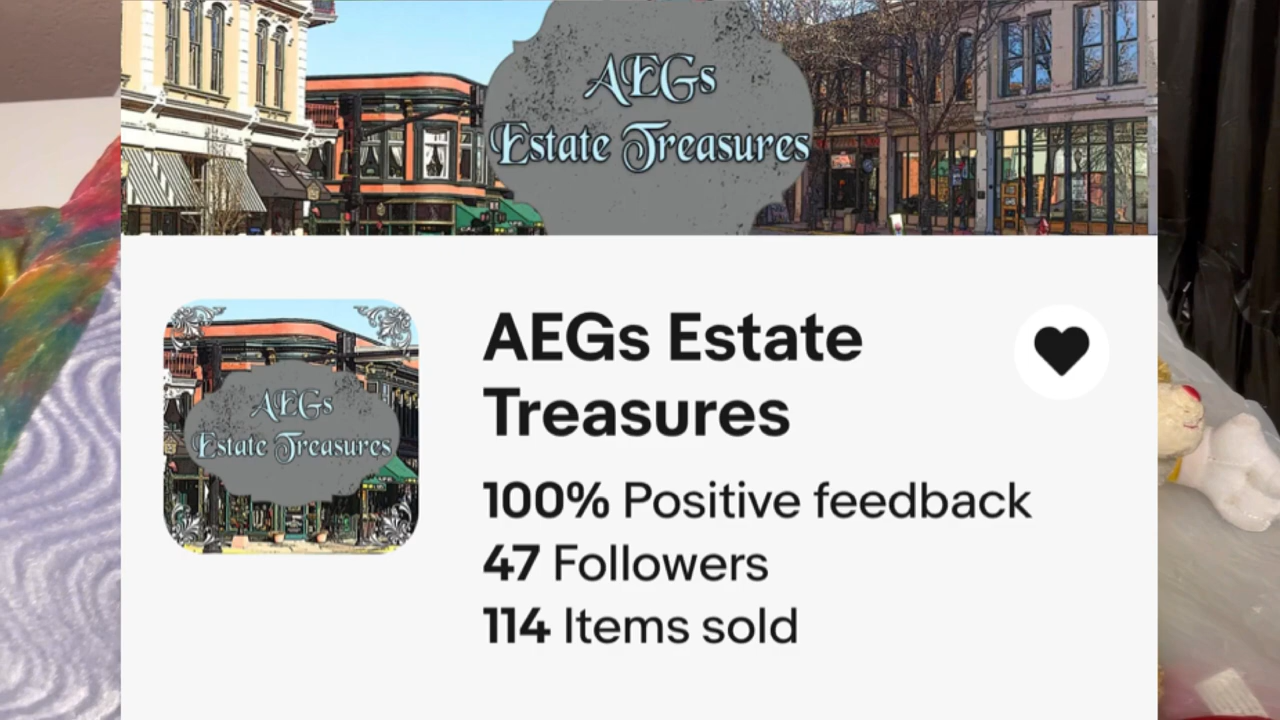 AEGs
Estate Treasures
AEGs
Estate Treasures
AEGs Estate
Treasures
100% Positive feedback
47 Followers
114 Items sold